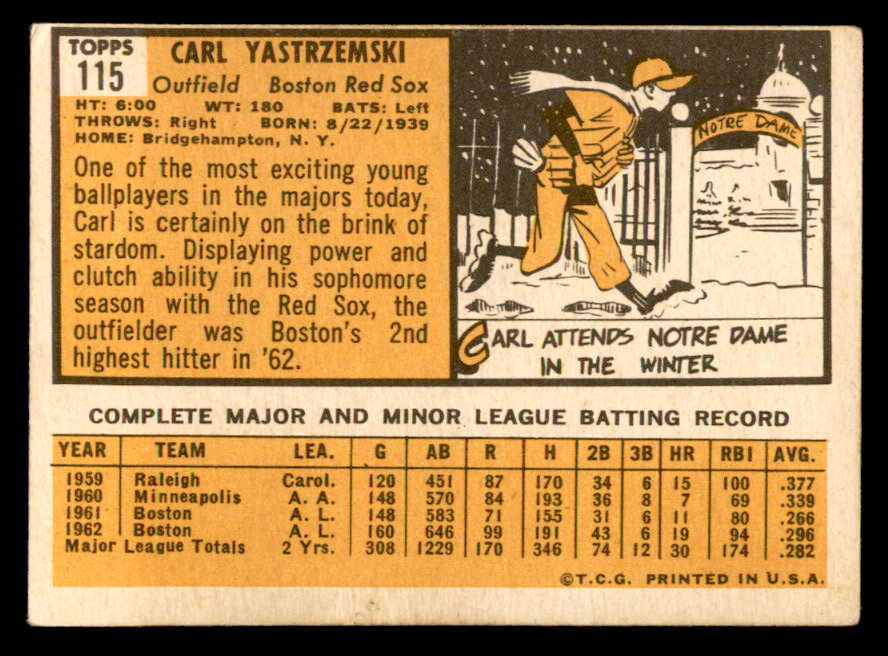 TOPPS
115
CARL YASTRZEMSKI
Outfield Boston Red Sox
HT: 6:00 WT: 180 BATS: Left
THROWS: Right BORN: 8/22/1939
HOME: Bridgehampton, N. Y.
One of the most exciting young
ballplayers in the majors today,
Carl is certainly on the brink of
stardom. Displaying power and
clutch ability in his sophomore
season with the Red Sox, the
outfielder was Boston's 2nd
highest hitter in '62.
NOTRE DAME
CARL ATTENDS NOTRE DAME
IN THE WINTER
COMPLETE MAJOR AND MINOR LEAGUE BATTING RECORD
YEAR TEAM LEA. G AB R H 2B 3B HR RBI AVG.
1959 Raleigh Carol. 120 451 87 170 34 6 15 100 .377
1960 Minneapolis A. A. 148 570 84 193 36 8 7 69 .339
1961 Boston A. L. 148 583 71 155 31 6 11 80 .266
1962 Boston A. L. 160 646 99 191 43 6 19 94 .296
Major League Totals 2 Yrs. 308 1229 170 346 74 12 30 174 .282
©T.C.G. PRINTED IN U.S.A.